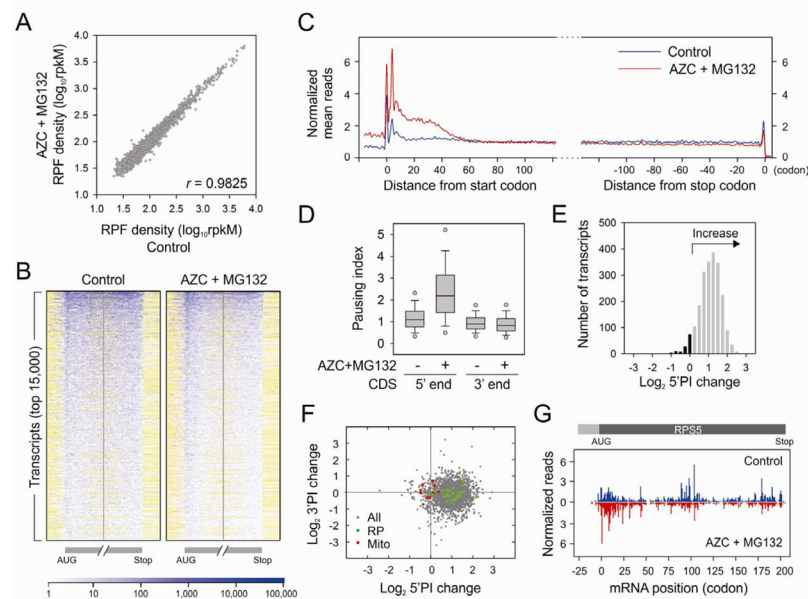 A
AZC + MG132
RPF density (log10rpkM)
4.0
3.5
3.0
2.5
2.0
1.5
1.0
r = 0.9825
1.0 1.5 2.0 2.5 3.0 3.5 4.0
RPF density (log10rpkM)
Control
B
Control AZC + MG132
Transcripts (top 15,000)
AUG Stop AUG Stop
1 10 100 1,000 10,000 100,000
C
Normalized
mean reads
6
4
2
0
Control
AZC + MG132
6
4
2
0
0 20 40 60 80 100 120 -100 -80 -60 -40 -20 0 (codon)
Distance from start codon Distance from stop codon
D
Pausing index
5
4
3
2
1
0
AZC+MG132 - + - +
CDS 5' end 3' end
E
Number of transcripts
500
400
300
200
100
0
Increase
-3 -2 -1 0 1 2 3
Log2 5'PI change
F
Log2 3'PI change
4
3
2
1
0
-1
-2
-3
All
RP
Mito
-3 -2 -1 0 1 2 3 4
Log2 5'PI change
G
RPS5
AUG Stop
Normalized reads
6
3
0
3
6
Control
AZC + MG132
-25 0 25 50 75 100 125 150 175 200
mRNA position (codon)